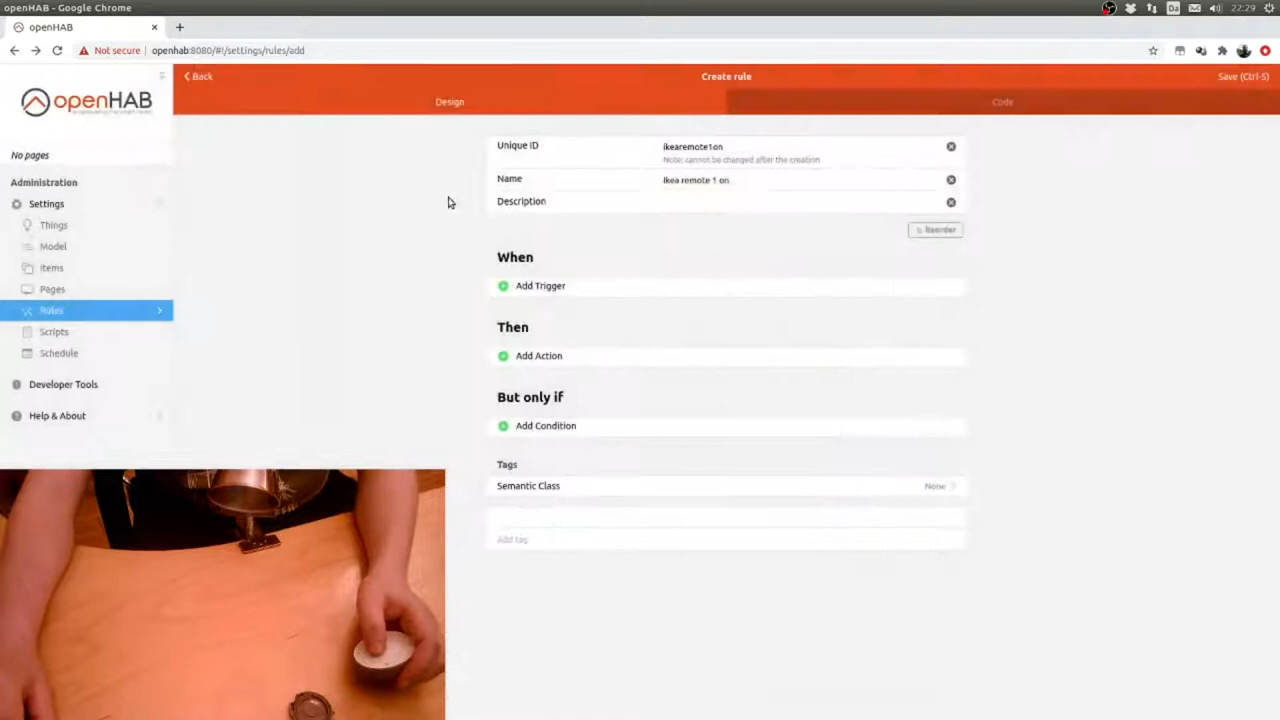 openHAB - Google Chrome
Da
22:29
openHAB
Not secure
openhab:8080/#!/settings/rules/add
Back
Create rule
Save (Ctrl-S)
Design
Code
openHAB
No pages
Administration
Settings
Things
Model
Items
Pages
Rules
Scripts
Schedule
Developer Tools
Help & About
Unique ID
ikearemote1on
Note: cannot be changed after the creation
Name
Ikea remote 1 on
Description
Reorder
When
Add Trigger
Then
Add Action
But only if
Add Condition
Tags
Semantic Class
None
Add tag